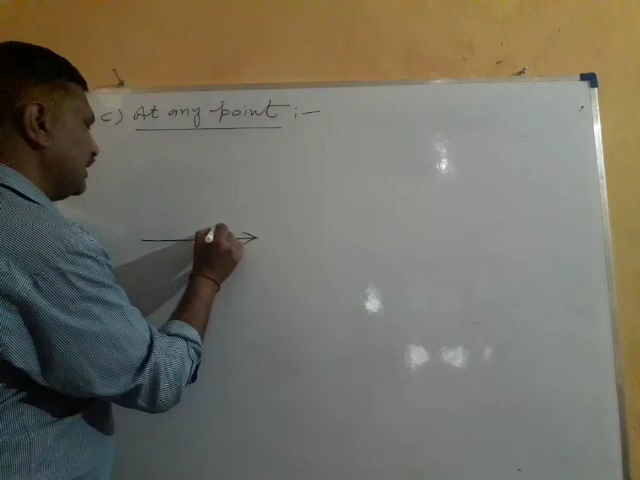 c) At any point :-